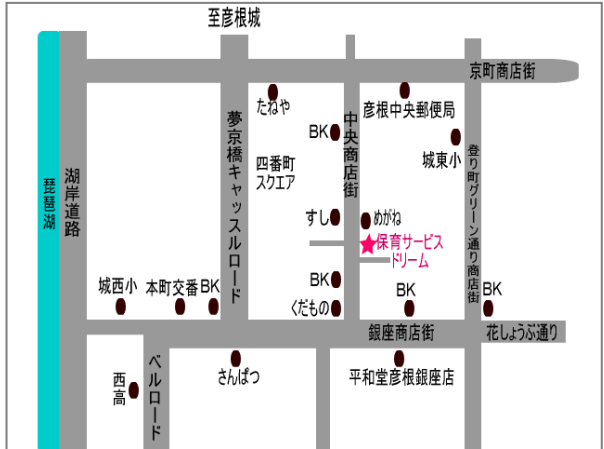 至彦根城
京町商店街
たねや
彦根中央郵便局
BK
中央商店街
城東小
夢京橋キャッスルロード
四番町
スクエア
登り町グリーン通り商店街
湖岸道路
琵琶湖
すし
めがね
保育サービス
ドリーム
城西小
本町交番
BK
BK
くだもの
BK
BK
銀座商店街
花しょうぶ通り
ベルロード
西高
さんぱつ
平和堂彦根銀座店